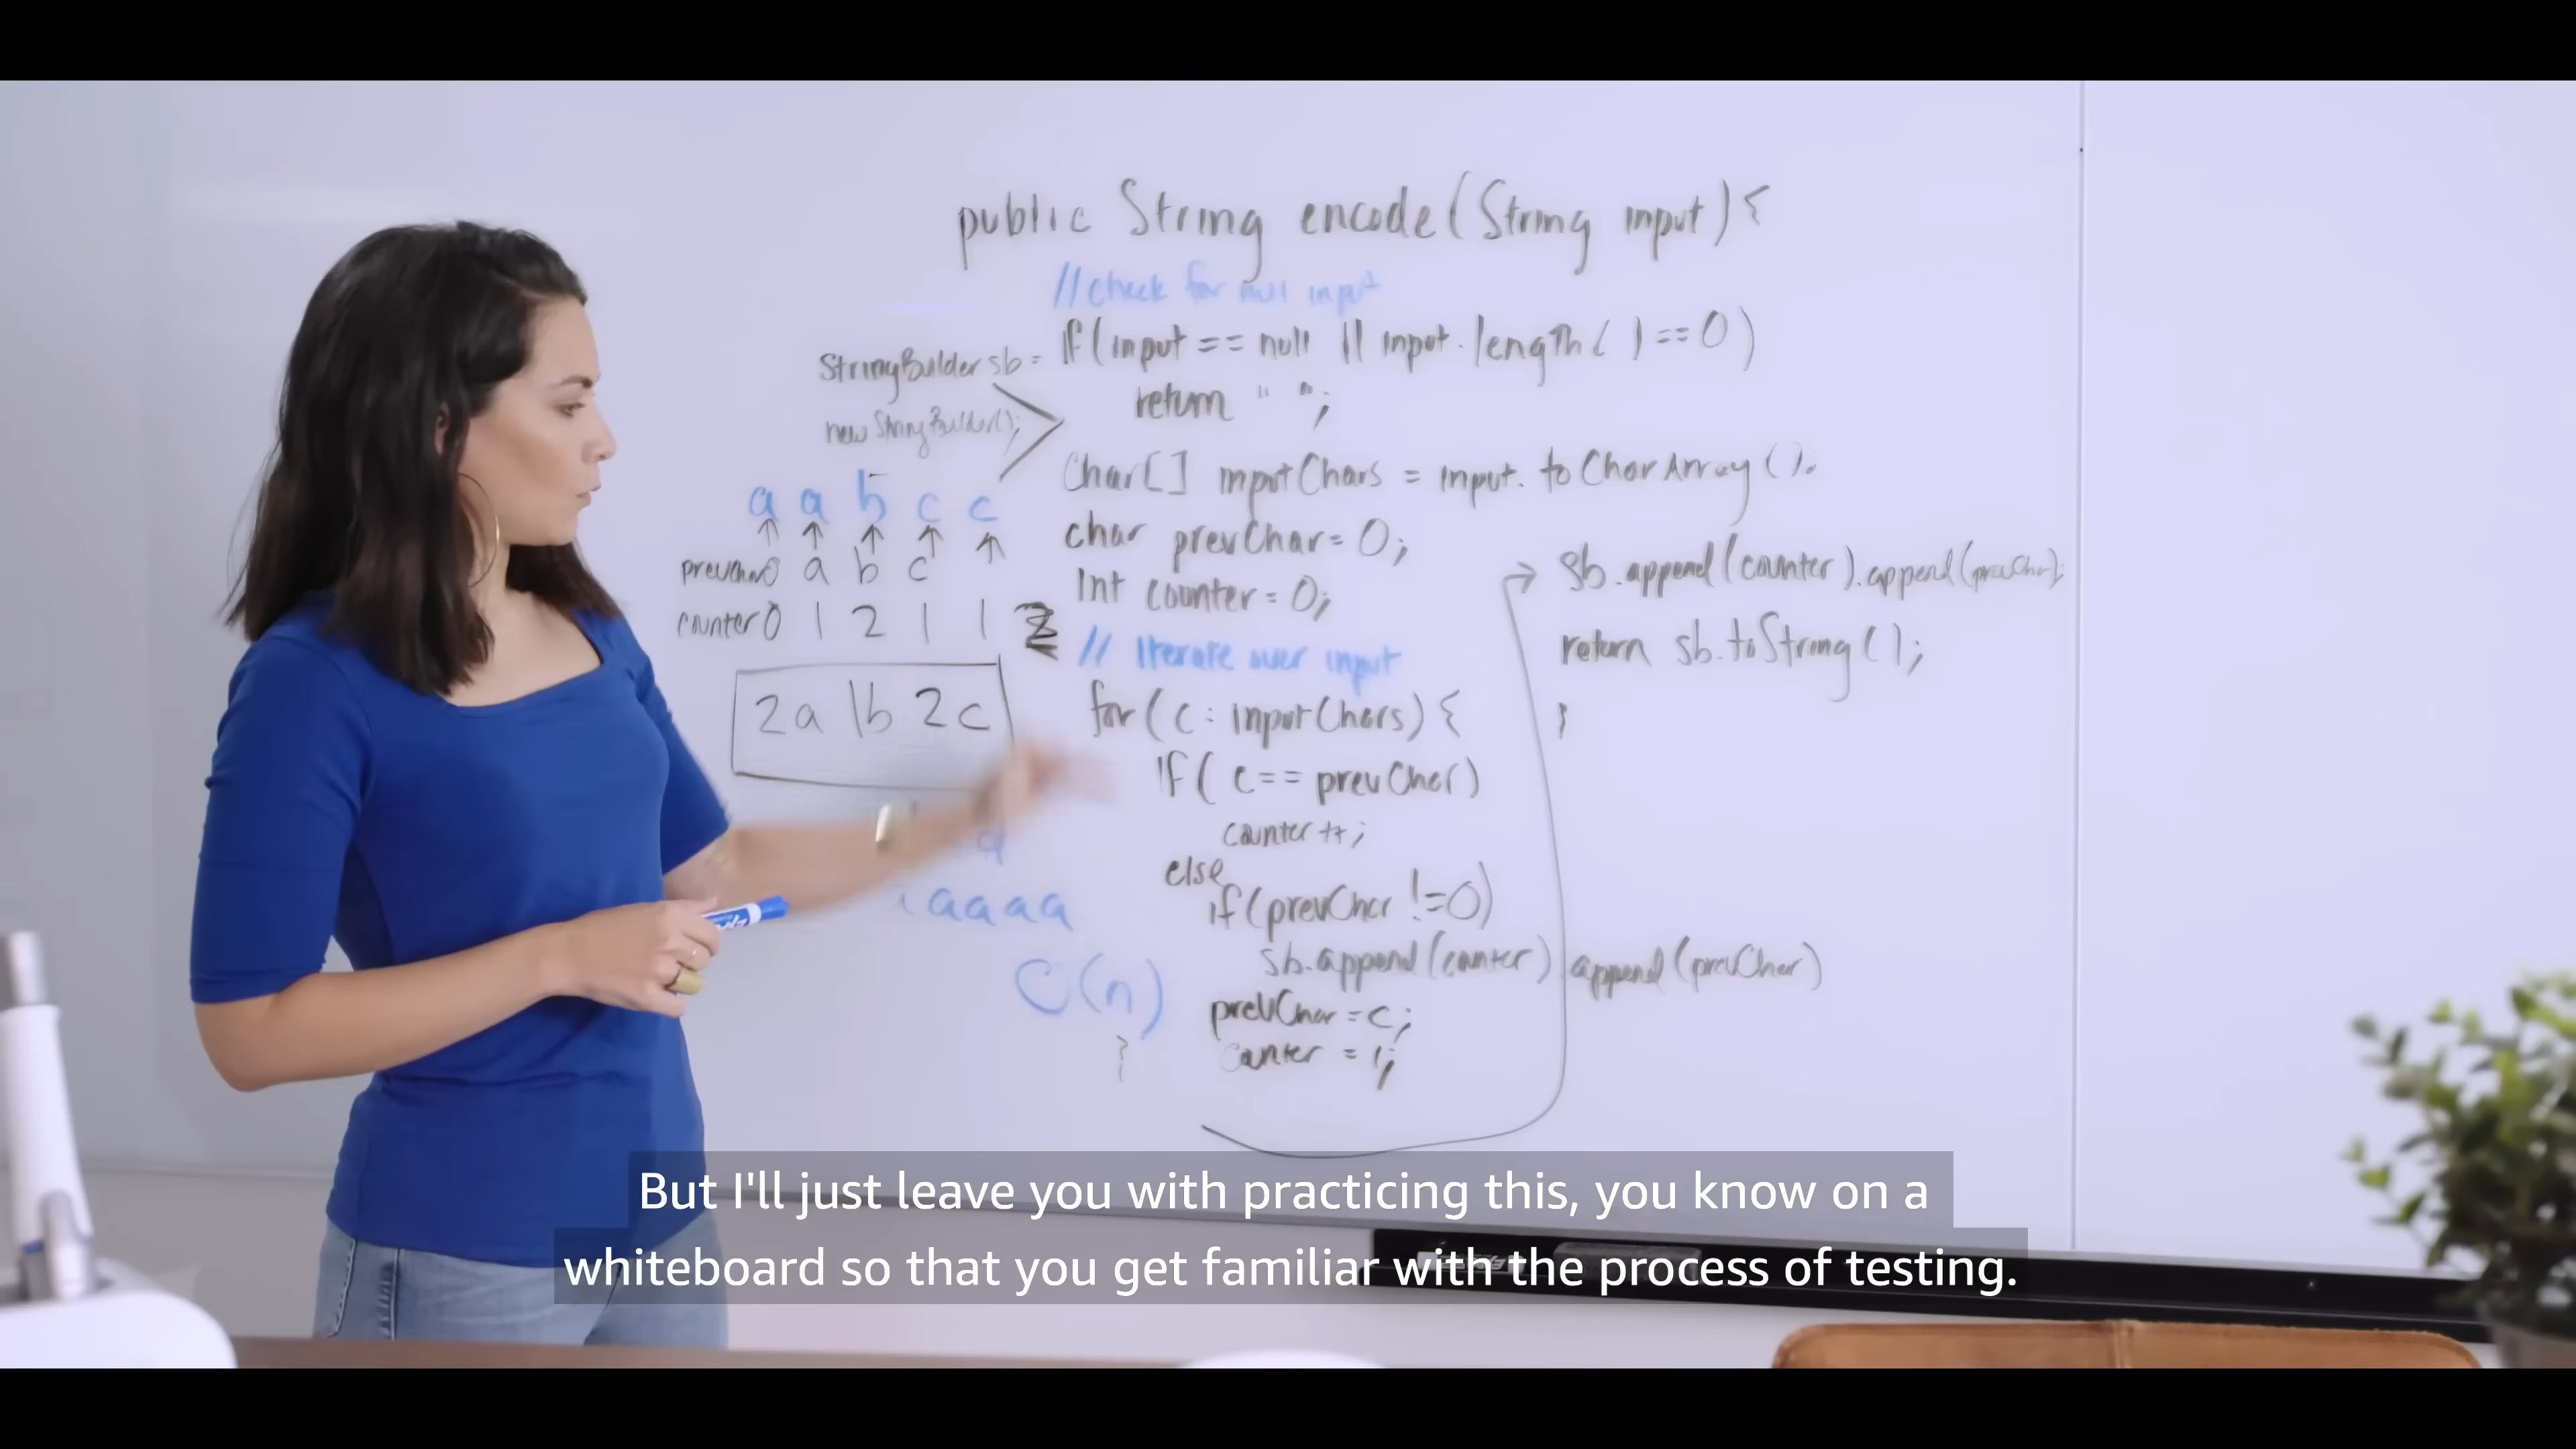 public String encode(String input){
//check for null input
if(input == null || input.length( ) == 0)
return " ";
StringBuilder sb =
new StringBuilder();
Char[] inputChars = input.toCharArray();
char prevChar= 0;
Int counter = 0;
// Iterate over input
for( c : inputChars) {
if( c== prevChar)
counter++;
else
if(prevChar !=0)
sb.append(counter) append(prevChar)
prevChar = c;
counter = 1;
}
sb.append(counter).append(prevChar);
return sb.toString();
}
a a b c c
prevChar0 a b c
counter 0 1 2 1 1 2
2a 1b 2c
aaaa
O(n)
But I'll just leave you with practicing this, you know on a
whiteboard so that you get familiar with the process of testing.